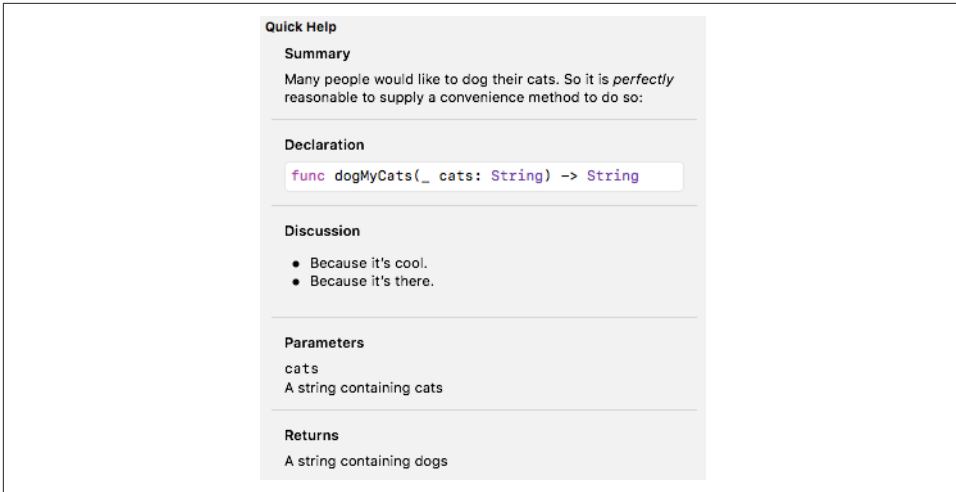 Quick Help
Summary
Many people would like to dog their cats. So it is perfectly
reasonable to supply a convenience method to do so:
Declaration
func dogMyCats(_ cats: String) -> String
Discussion
• Because it's cool.
• Because it's there.
Parameters
cats
A string containing cats
Returns
A string containing dogs